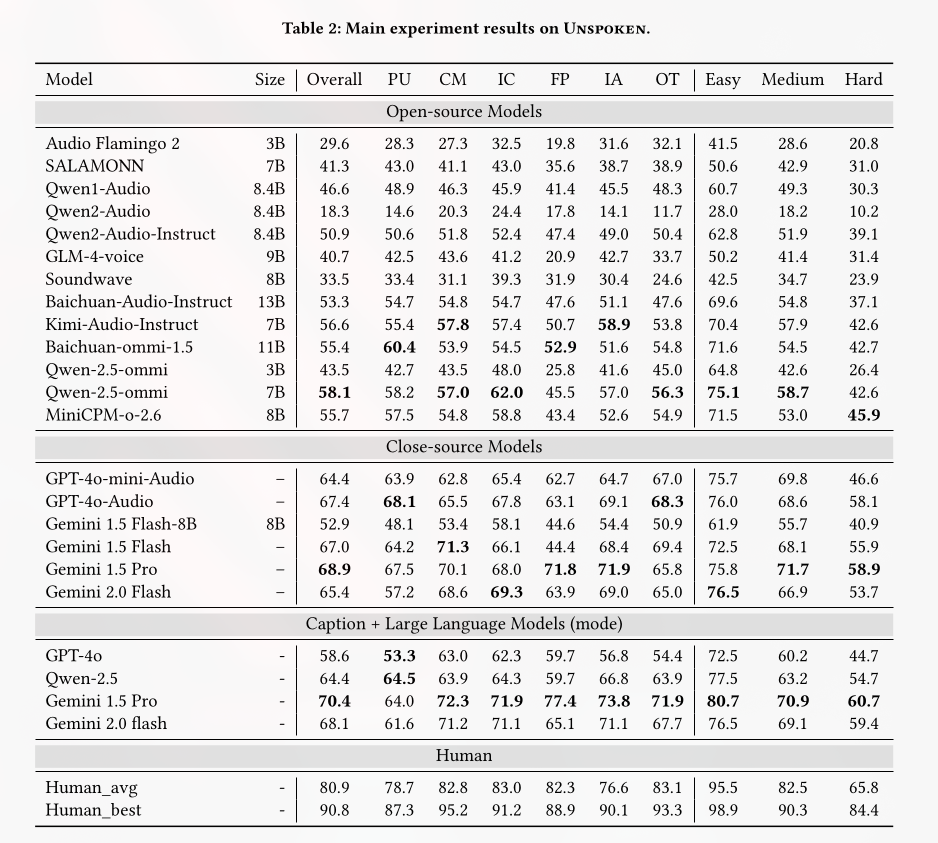 Table 2: Main experiment results on Unspoken.
Model Size Overall PU CM IC FP IA OT Easy Medium Hard
Open-source Models
Audio Flamingo 2 3B 29.6 28.3 27.3 32.5 19.8 31.6 32.1 41.5 28.6 20.8
SALAMONN 7B 41.3 43.0 41.1 43.0 35.6 38.7 38.9 50.6 42.9 31.0
Qwen1-Audio 8.4B 46.6 48.9 46.3 45.9 41.4 45.5 48.3 60.7 49.3 30.3
Qwen2-Audio 8.4B 18.3 14.6 20.3 24.4 17.8 14.1 11.7 28.0 18.2 10.2
Qwen2-Audio-Instruct 8.4B 50.9 50.6 51.8 52.4 47.4 49.0 50.4 62.8 51.9 39.1
GLM-4-voice 9B 40.7 42.5 43.6 41.2 20.9 42.7 33.7 50.2 41.4 31.4
Soundwave 8B 33.5 33.4 31.1 39.3 31.9 30.4 24.6 42.5 34.7 23.9
Baichuan-Audio-Instruct 13B 53.3 54.7 54.8 54.7 47.6 51.1 47.6 69.6 54.8 37.1
Kimi-Audio-Instruct 7B 56.6 55.4 57.8 57.4 50.7 58.9 53.8 70.4 57.9 42.6
Baichuan-ommi-1.5 11B 55.4 60.4 53.9 54.5 52.9 51.6 54.8 71.6 54.5 42.7
Qwen-2.5-ommi 3B 43.5 42.7 43.5 48.0 25.8 41.6 45.0 64.8 42.6 26.4
Qwen-2.5-ommi 7B 58.1 58.2 57.0 62.0 45.5 57.0 56.3 75.1 58.7 42.6
MiniCPM-o-2.6 8B 55.7 57.5 54.8 58.8 43.4 52.6 54.9 71.5 53.0 45.9
Close-source Models
GPT-4o-mini-Audio – 64.4 63.9 62.8 65.4 62.7 64.7 67.0 75.7 69.8 46.6
GPT-4o-Audio – 67.4 68.1 65.5 67.8 63.1 69.1 68.3 76.0 68.6 58.1
Gemini 1.5 Flash-8B 8B 52.9 48.1 53.4 58.1 44.6 54.4 50.9 61.9 55.7 40.9
Gemini 1.5 Flash – 67.0 64.2 71.3 66.1 44.4 68.4 69.4 72.5 68.1 55.9
Gemini 1.5 Pro – 68.9 67.5 70.1 68.0 71.8 71.9 65.8 75.8 71.7 58.9
Gemini 2.0 Flash – 65.4 57.2 68.6 69.3 63.9 69.0 65.0 76.5 66.9 53.7
Caption + Large Language Models (mode)
GPT-4o - 58.6 53.3 63.0 62.3 59.7 56.8 54.4 72.5 60.2 44.7
Qwen-2.5 - 64.4 64.5 63.9 64.3 59.7 66.8 63.9 77.5 63.2 54.7
Gemini 1.5 Pro - 70.4 64.0 72.3 71.9 77.4 73.8 71.9 80.7 70.9 60.7
Gemini 2.0 flash - 68.1 61.6 71.2 71.1 65.1 71.1 67.7 76.5 69.1 59.4
Human
Human_avg - 80.9 78.7 82.8 83.0 82.3 76.6 83.1 95.5 82.5 65.8
Human_best - 90.8 87.3 95.2 91.2 88.9 90.1 93.3 98.9 90.3 84.4